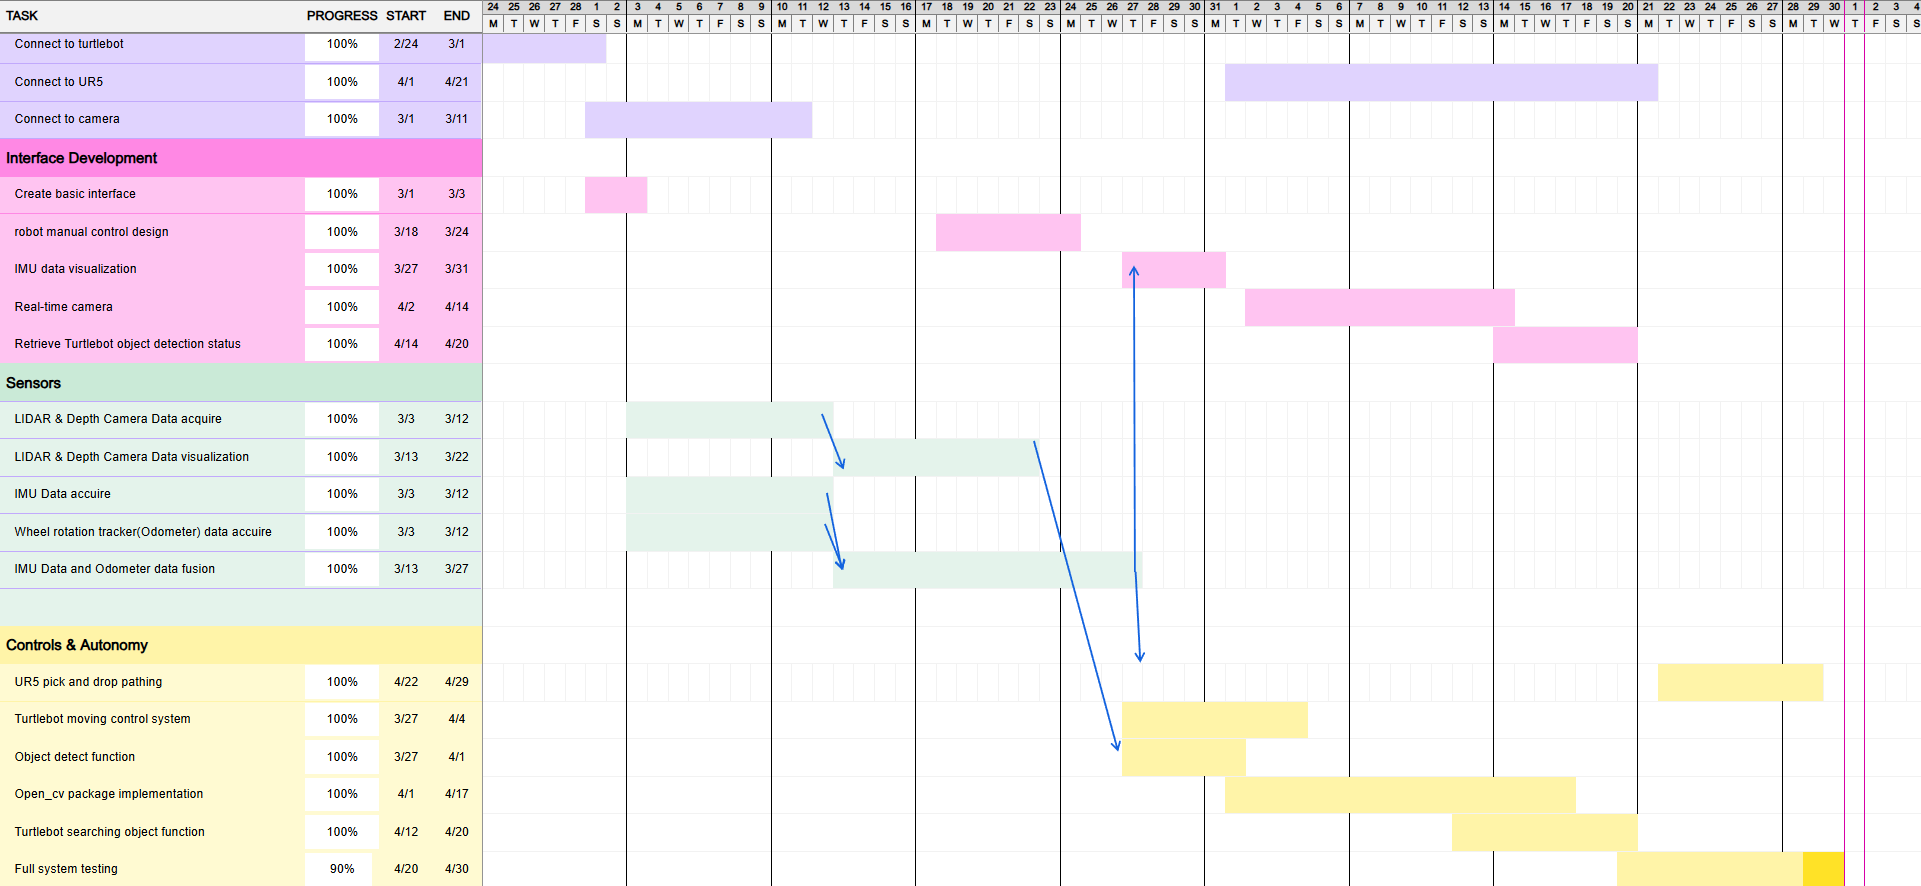 TASK PROGRESS START END
24 25 26 27 28 1 2 3 4 5 6 7 8 9 10 11 12 13 14 15 16 17 18 19 20 21 22 23 24 25 26 27 28 29 30 31 1 2 3 4 5 6 7 8 9 10 11 12 13 14 15 16 17 18 19 20 21 22 23 24 25 26 27 28 29 30 1 2 3 4
M T W T F S S M T W T F S S M T W T F S S M T W T F S S M T W T F S S M T W T F S S M T W T F S S M T W T F S S M T W T F S S M T W T F S S
Connect to turtlebot 100% 2/24 3/1
Connect to UR5 100% 4/1 4/21
Connect to camera 100% 3/1 3/11
Interface Development
Create basic interface 100% 3/1 3/3
robot manual control design 100% 3/18 3/24
IMU data visualization 100% 3/27 3/31
Real-time camera 100% 4/2 4/14
Retrieve Turtlebot object detection status 100% 4/14 4/20
Sensors
LIDAR & Depth Camera Data acquire 100% 3/3 3/12
LIDAR & Depth Camera Data visualization 100% 3/13 3/22
IMU Data accuire 100% 3/3 3/12
Wheel rotation tracker(Odometer) data accuire 100% 3/3 3/12
IMU Data and Odometer data fusion 100% 3/13 3/27
Controls & Autonomy
UR5 pick and drop pathing 100% 4/22 4/29
Turtlebot moving control system 100% 3/27 4/4
Object detect function 100% 3/27 4/1
Open_cv package implementation 100% 4/1 4/17
Turtlebot searching object function 100% 4/12 4/20
Full system testing 90% 4/20 4/30